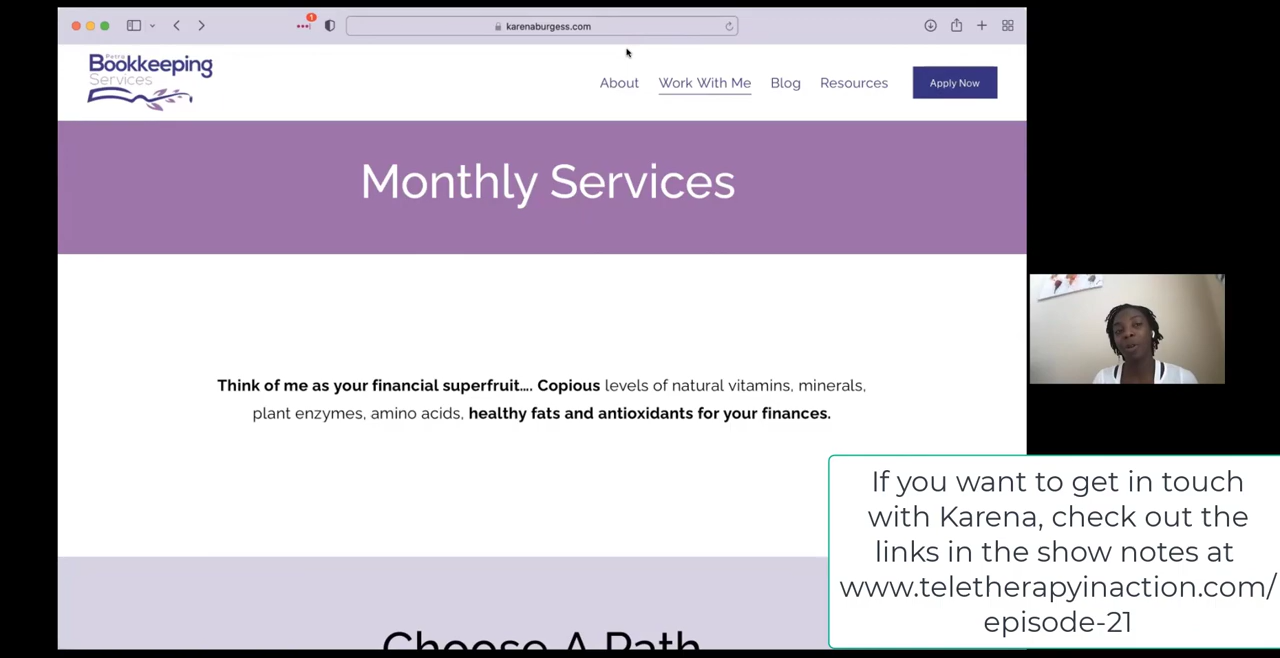 1
karenaburgess.com
Bookkeeping
Services
About Work With Me Blog Resources Apply Now
Monthly Services
Think of me as your financial superfruit.... Copious levels of natural vitamins, minerals,
plant enzymes, amino acids, healthy fats and antioxidants for your finances.
Choose A Path
If you want to get in touch
with Karena, check out the
links in the show notes at
www.teletherapyinaction.com/
episode-21